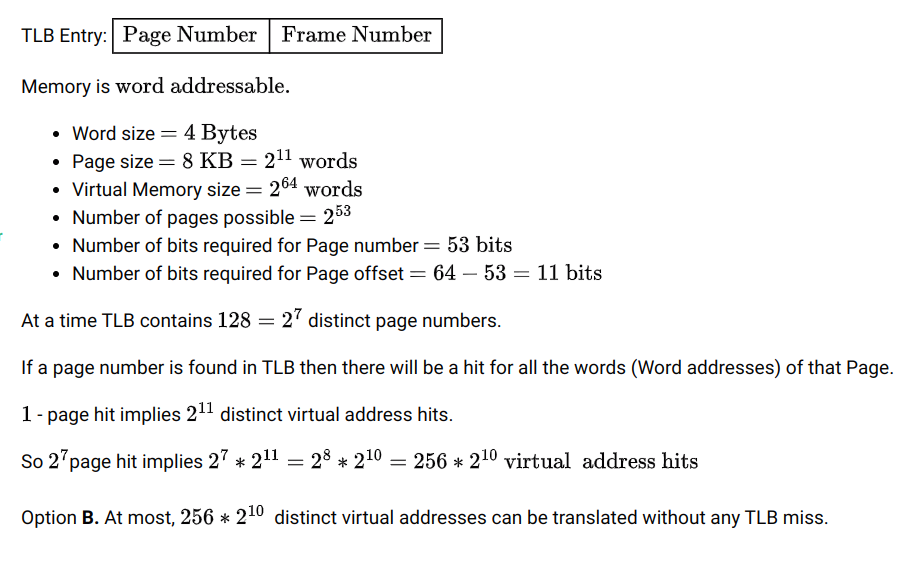 TLB Entry: Page Number Frame Number
Memory is word addressable.
• Word size = 4 Bytes
• Page size = 8 KB = 2^11 words
• Virtual Memory size = 2^64 words
• Number of pages possible = 2^53
• Number of bits required for Page number = 53 bits
• Number of bits required for Page offset = 64 − 53 = 11 bits
At a time TLB contains 128 = 2^7 distinct page numbers.
If a page number is found in TLB then there will be a hit for all the words (Word addresses) of that Page.
1 - page hit implies 2^11 distinct virtual address hits.
So 2^7 page hit implies 2^7 ∗ 2^11 = 2^8 ∗ 2^10 = 256 ∗ 2^10 virtual address hits
Option B. At most, 256 ∗ 2^10 distinct virtual addresses can be translated without any TLB miss.